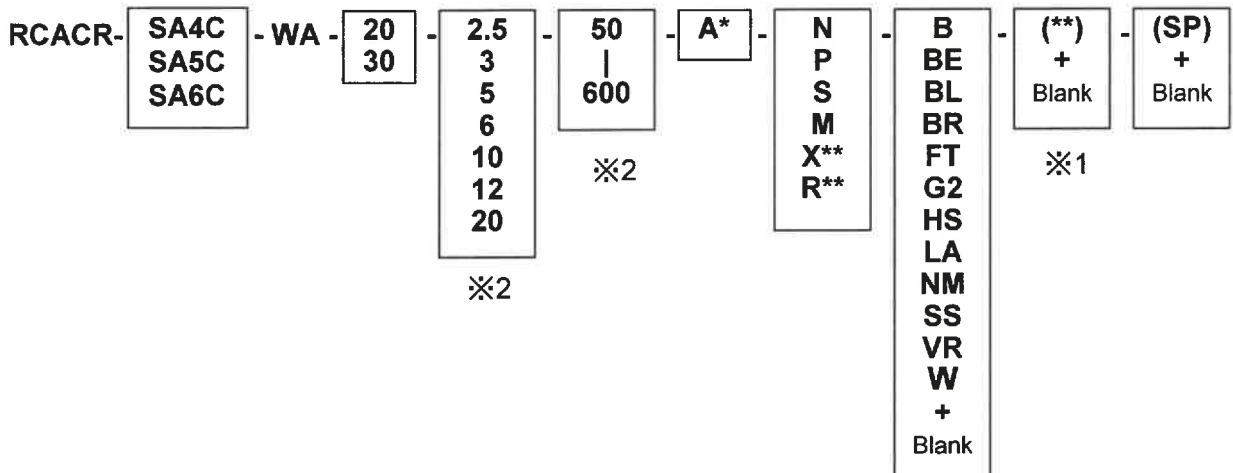 RCACR- SA4C - WA - 20 - 2.5 - 50 - A* - N - B - (**) - (SP)
SA5C 30 3 | P BE + +
SA6C 5 600 S BL Blank Blank
6 M BR
10 ※2 X** FT ※1
12 R** G2
20 HS
LA
※2 NM
SS
VR
W
+
Blank